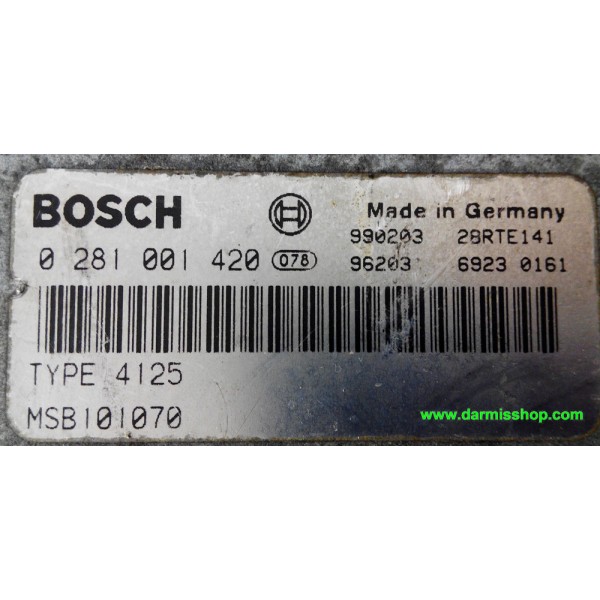 BOSCH Made in Germany
990203 28RTE141
0 281 001 420 078 96203 6923 0161
TYPE 4125
MSB101070
www.darmisshop.com